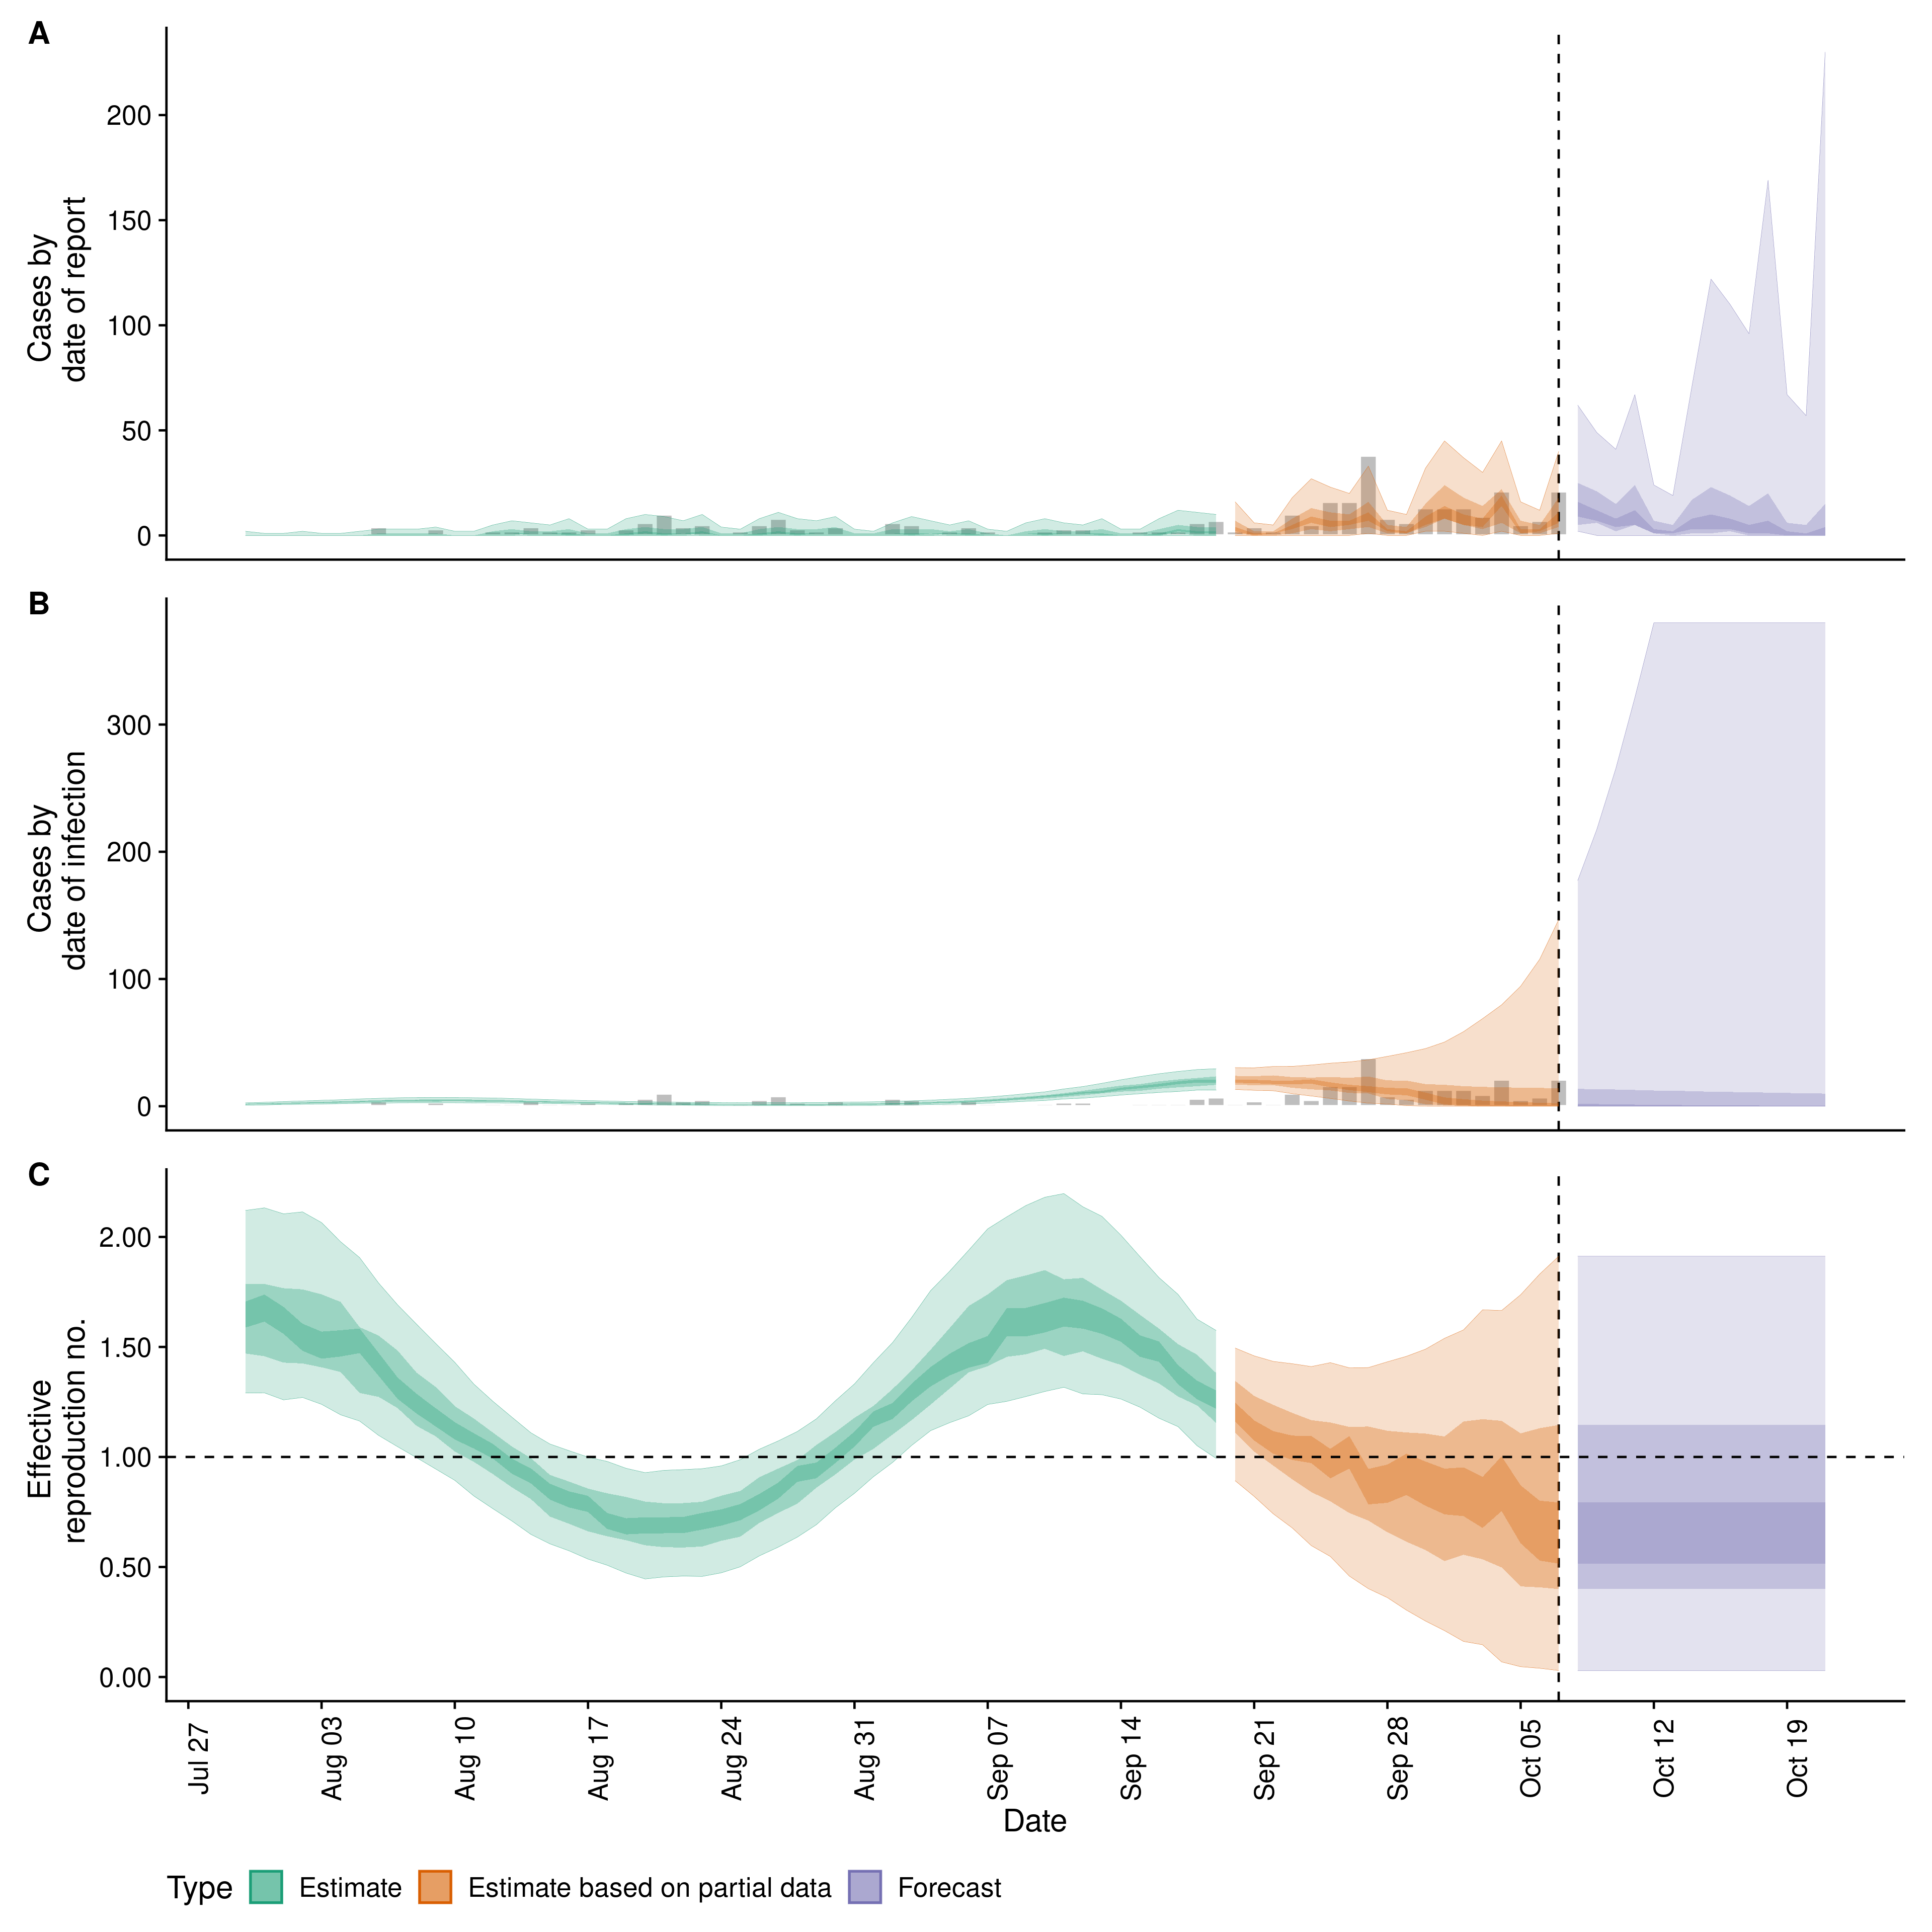 A
Cases by
date of report
200
150
100
50
0
B
Cases by
date of infection
300
200
100
0
C
Effective
reproduction no.
2.00
1.50
1.00
0.50
0.00
Jul 27
Aug 03
Aug 10
Aug 17
Aug 24
Aug 31
Sep 07
Sep 14
Sep 21
Sep 28
Oct 05
Oct 12
Oct 19
Date
Type Estimate Estimate based on partial data Forecast